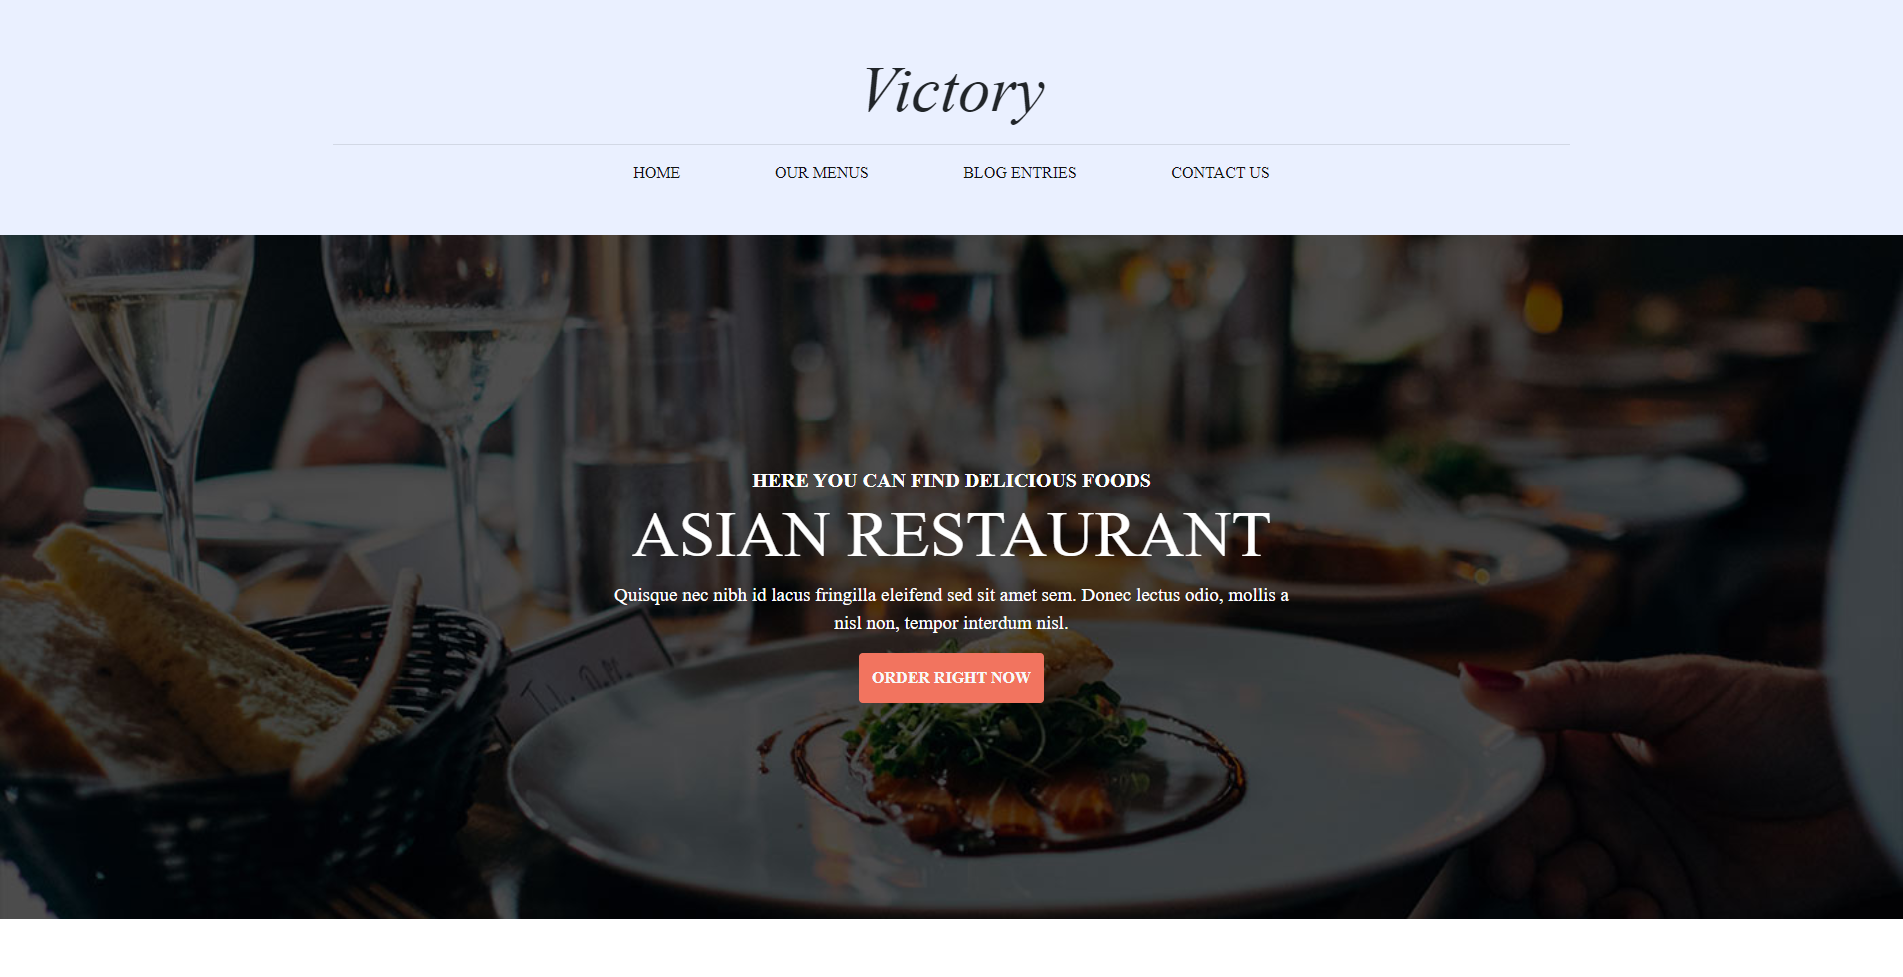 Victory
HOME OUR MENUS BLOG ENTRIES CONTACT US
HERE YOU CAN FIND DELICIOUS FOODS
ASIAN RESTAURANT
Quisque nec nibh id lacus fringilla eleifend sed sit amet sem. Donec lectus odio, mollis a
nisl non, tempor interdum nisl.
ORDER RIGHT NOW